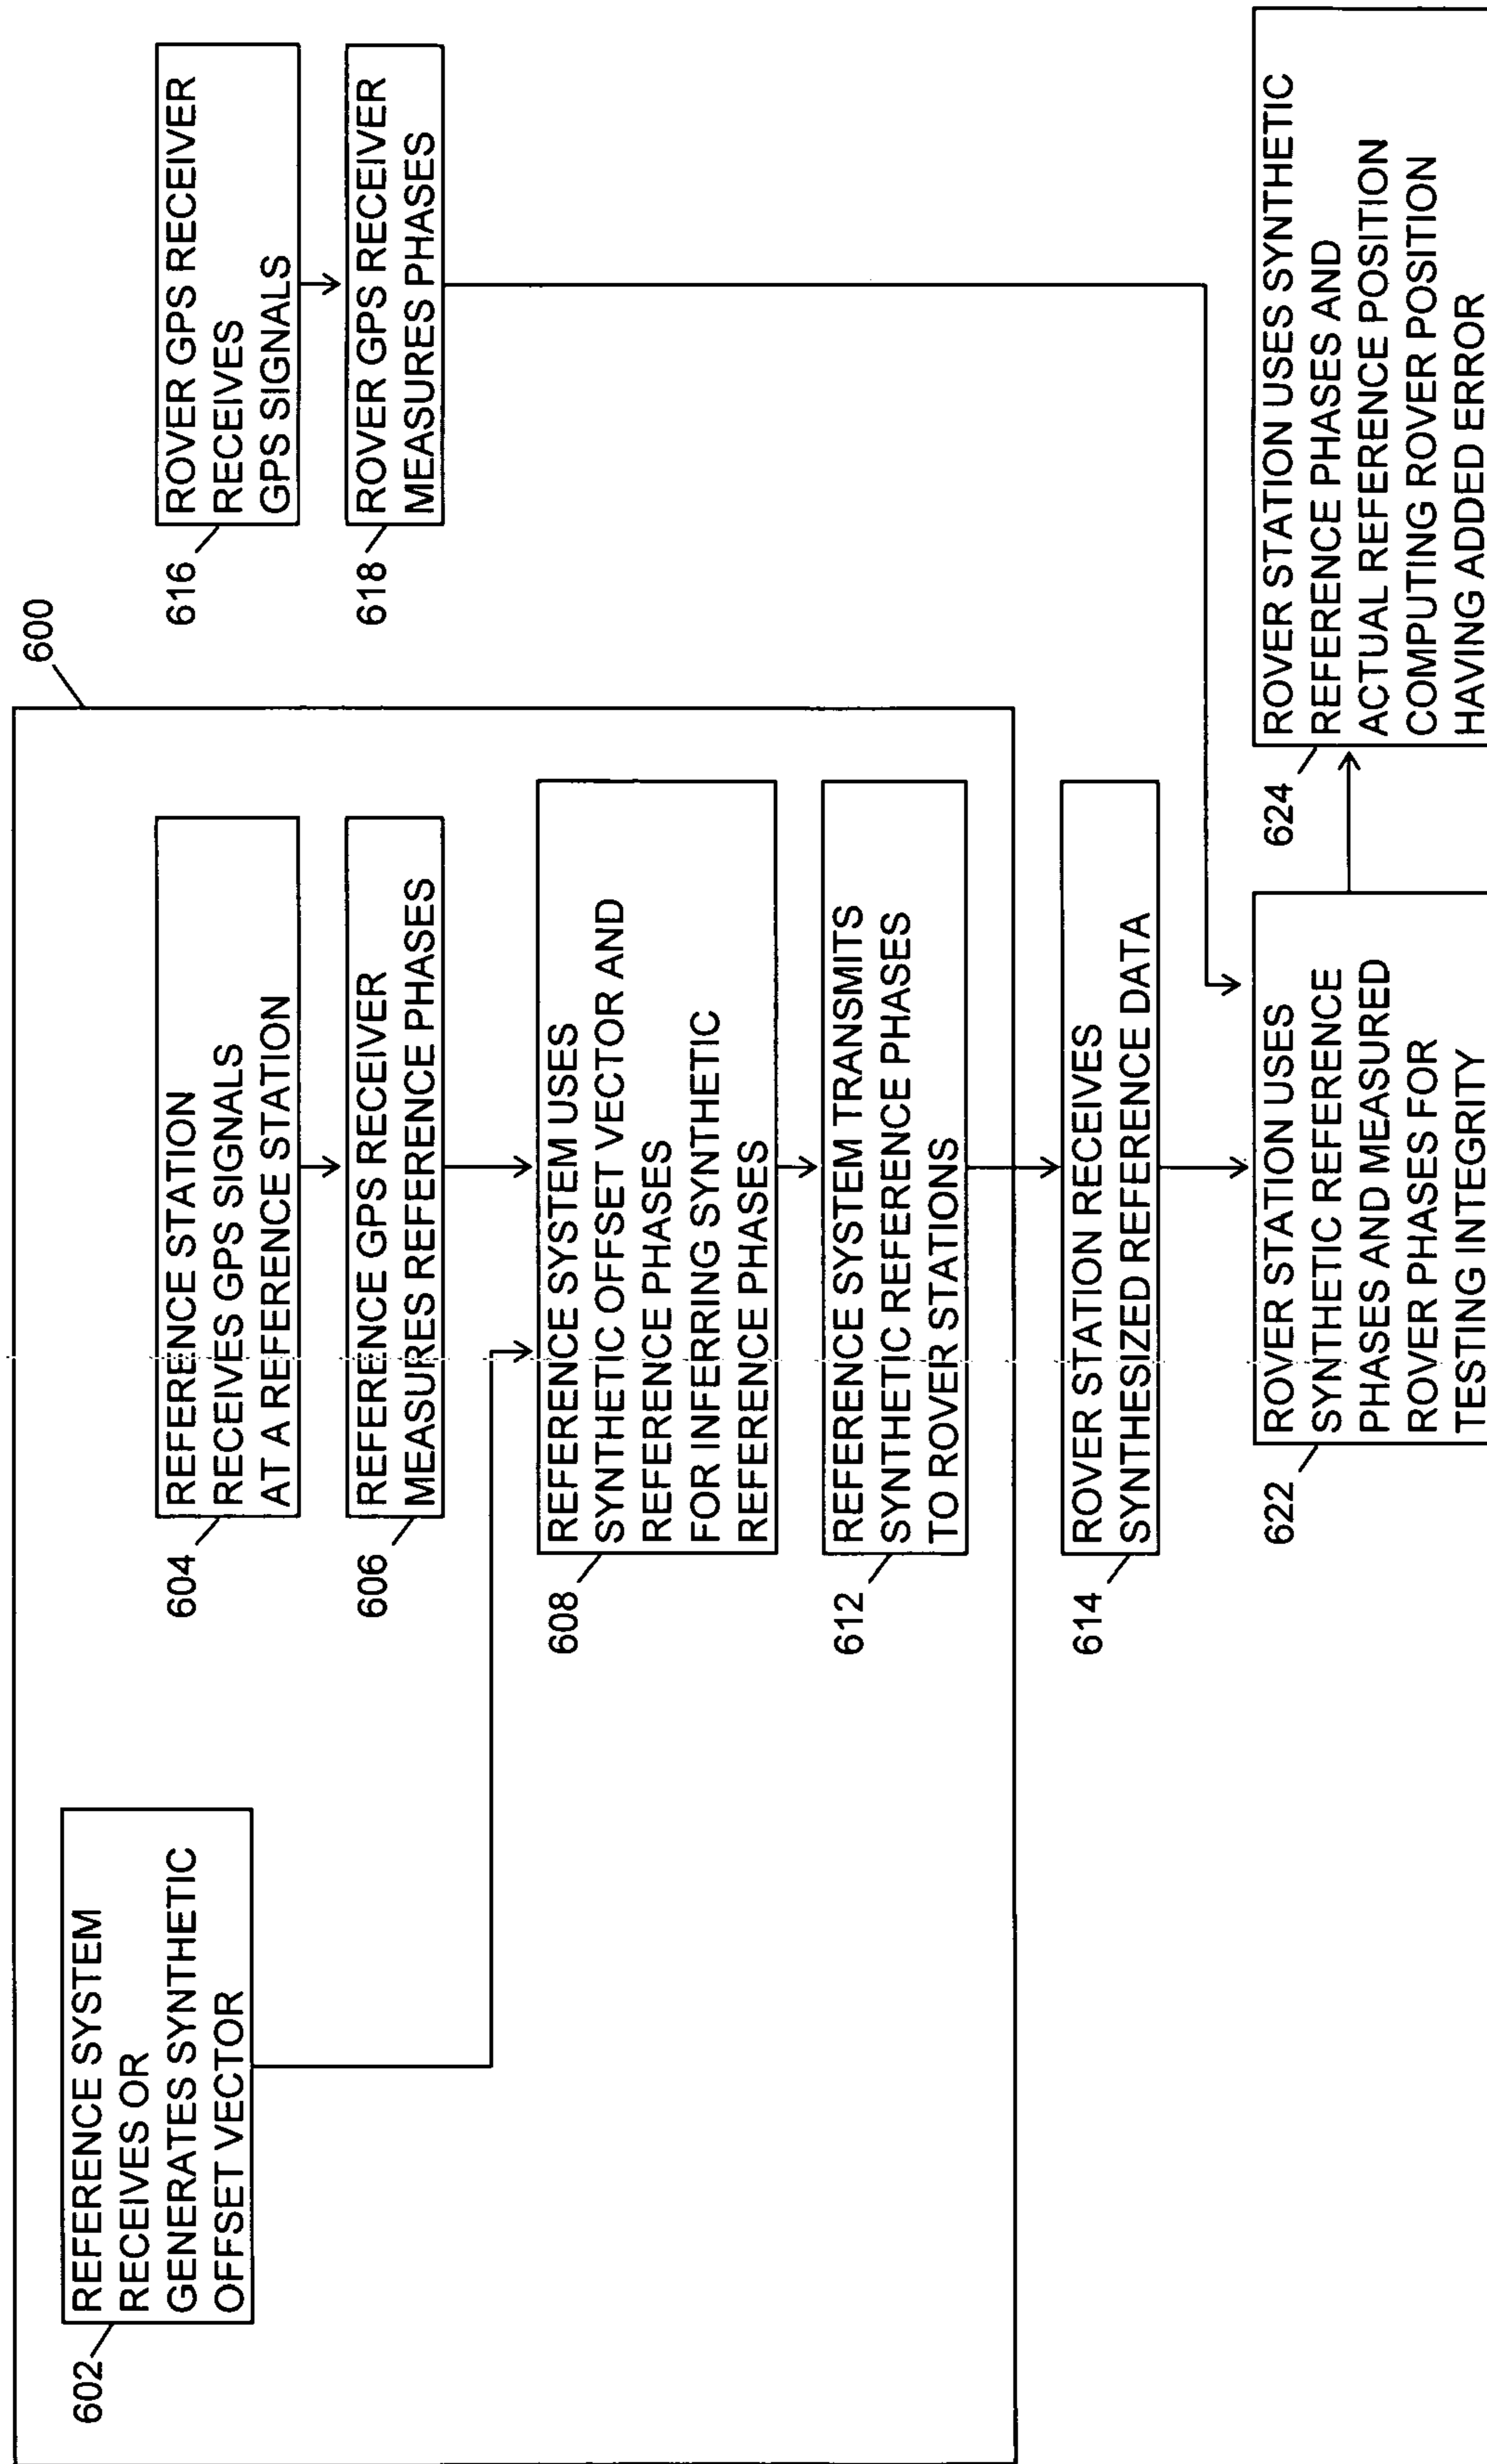 600
602
REFERENCE SYSTEM
RECEIVES OR
GENERATES SYNTHETIC
OFFSET VECTOR
604
REFERENCE STATION
RECEIVES GPS SIGNALS
AT A REFERENCE STATION
606
REFERENCE GPS RECEIVER
MEASURES REFERENCE PHASES
608
REFERENCE SYSTEM USES
SYNTHETIC OFFSET VECTOR AND
REFERENCE PHASES
FOR INFERRING SYNTHETIC
REFERENCE PHASES
612
REFERENCE SYSTEM TRANSMITS
SYNTHETIC REFERENCE PHASES
TO ROVER STATIONS
614
ROVER STATION RECEIVES
SYNTHESIZED REFERENCE DATA
616
ROVER GPS RECEIVER
RECEIVES
GPS SIGNALS
618
ROVER GPS RECEIVER
MEASURES PHASES
622
ROVER STATION USES
SYNTHETIC REFERENCE
PHASES AND MEASURED
ROVER PHASES FOR
TESTING INTEGRITY
624
ROVER STATION USES SYNTHETIC
REFERENCE PHASES AND
ACTUAL REFERENCE POSITION
COMPUTING ROVER POSITION
HAVING ADDED ERROR